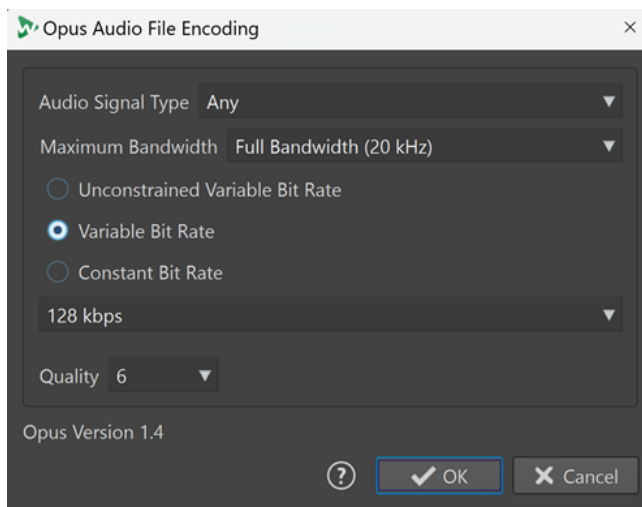 Opus Audio File Encoding
Audio Signal Type Any
Maximum Bandwidth Full Bandwidth (20 kHz)
Unconstrained Variable Bit Rate
Variable Bit Rate
Constant Bit Rate
128 kbps
Quality 6
Opus Version 1.4
? OK Cancel